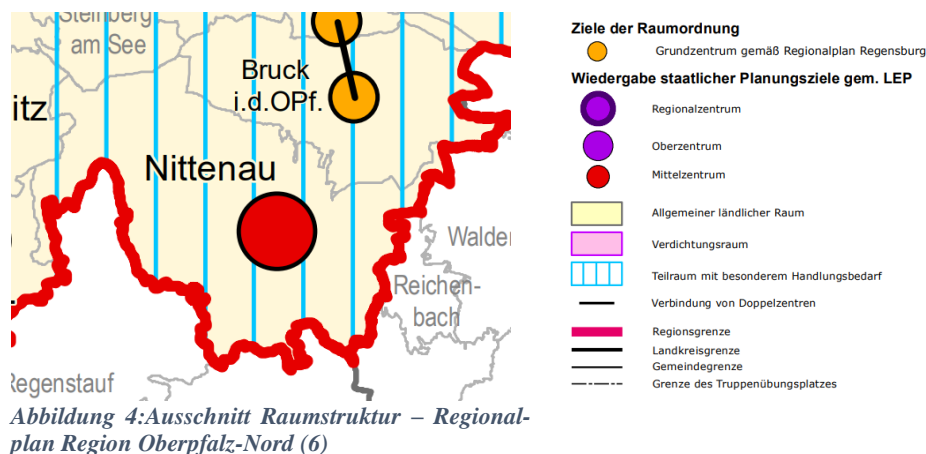 Steinberg
am See
Bruck
i.d.OPf.
itz
Nittenau
Walder
Reichen-
bach
Regenstauf
Abbildung 4:Ausschnitt Raumstruktur – Regional-
plan Region Oberpfalz-Nord (6)
Ziele der Raumordnung
Grundzentrum gemäß Regionalplan Regensburg
Wiedergabe staatlicher Planungsziele gem. LEP
Regionalzentrum
Oberzentrum
Mittelzentrum
Allgemeiner ländlicher Raum
Verdichtungsraum
Teilraum mit besonderem Handlungsbedarf
Verbindung von Doppelzentren
Regionsgrenze
Landkreisgrenze
Gemeindegrenze
Grenze des Truppenübungsplatzes